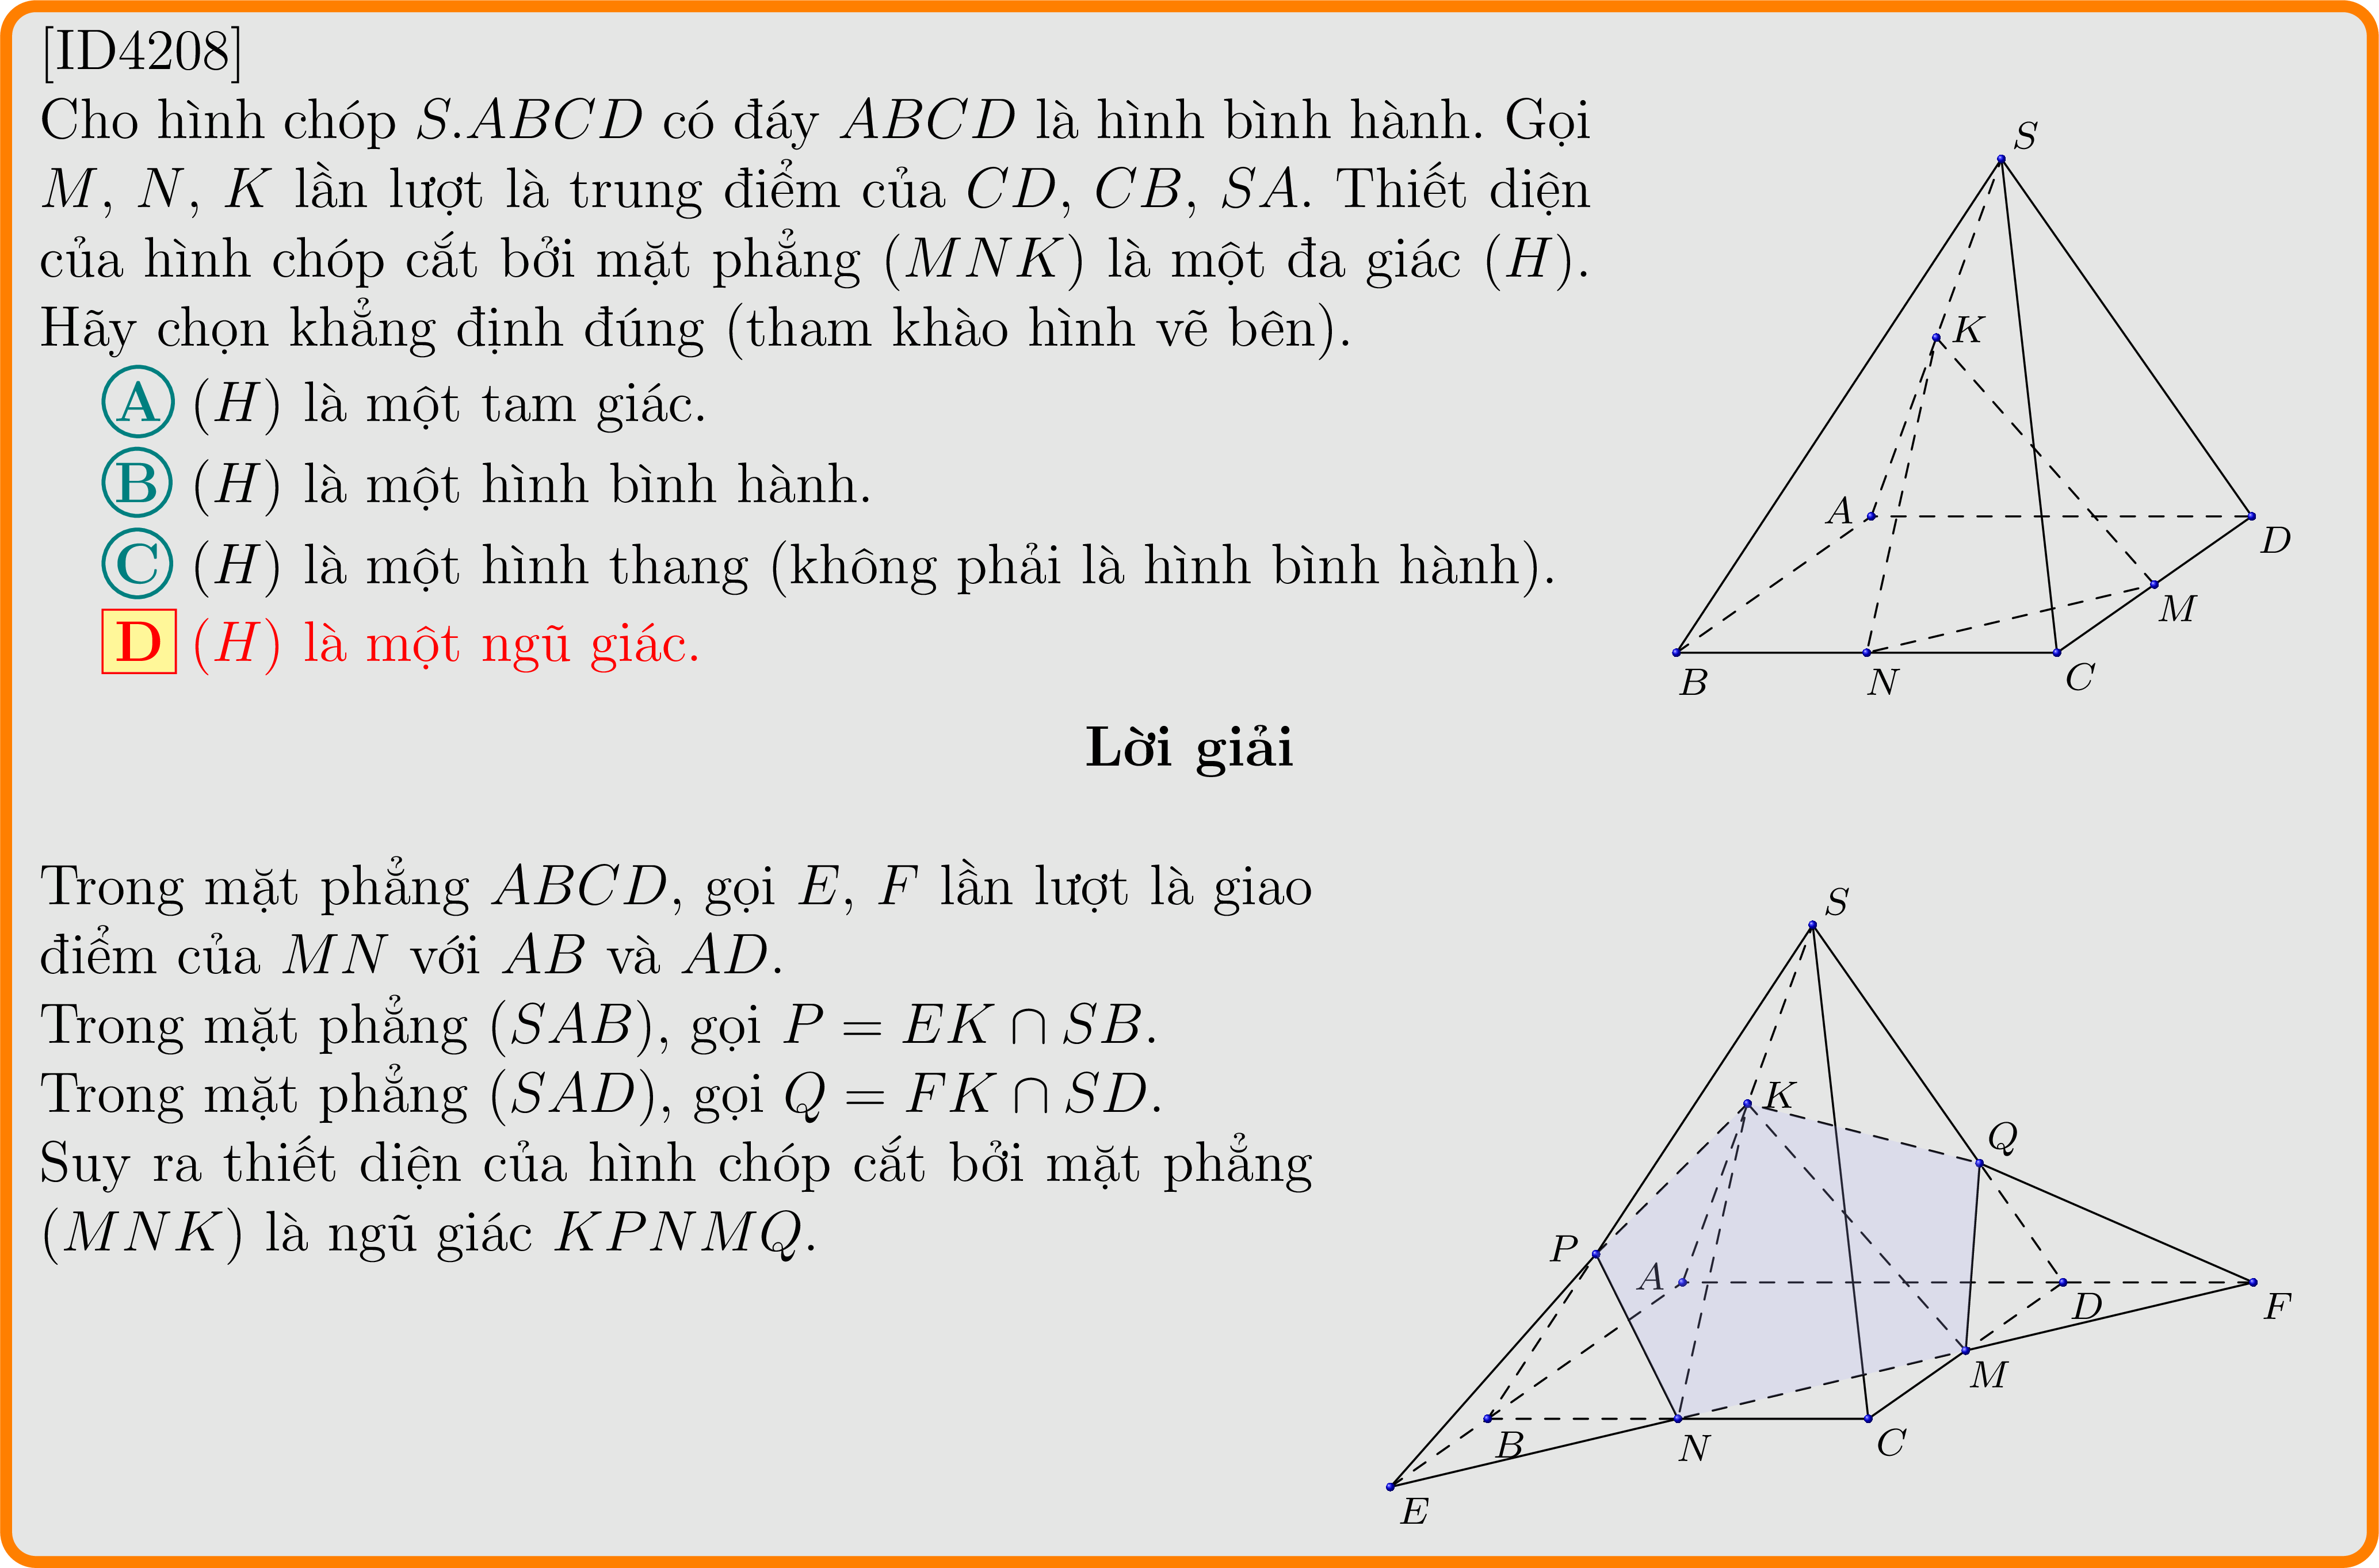 [ID4208]
Cho hình chóp S.ABCD có đáy ABCD là hình bình hành. Gọi
M, N, K lần lượt là trung điểm của CD, CB, SA. Thiết diện
của hình chóp cắt bởi mặt phẳng (MNK) là một đa giác (H).
Hãy chọn khẳng định đúng (tham khào hình vẽ bên).
A (H) là một tam giác.
B (H) là một hình bình hành.
C (H) là một hình thang (không phải là hình bình hành).
D (H) là một ngũ giác.
S
K
A
D
M
B
N
C
Lời giải
Trong mặt phẳng ABCD, gọi E, F lần lượt là giao
điểm của MN với AB và AD.
Trong mặt phẳng (SAB), gọi P = EK ∩ SB.
Trong mặt phẳng (SAD), gọi Q = FK ∩ SD.
Suy ra thiết diện của hình chóp cắt bởi mặt phẳng
(MNK) là ngũ giác KPNMQ.
S
K
Q
P
A
D
F
M
B
N
C
E